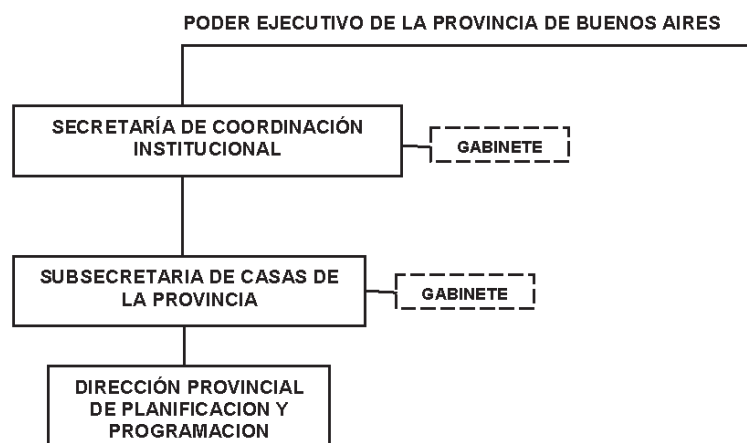 PODER EJECUTIVO DE LA PROVINCIA DE BUENOS AIRES
SECRETARÍA DE COORDINACIÓN
INSTITUCIONAL
GABINETE
SUBSECRETARIA DE CASAS DE
LA PROVINCIA
GABINETE
DIRECCIÓN PROVINCIAL
DE PLANIFICACION Y
PROGRAMACION